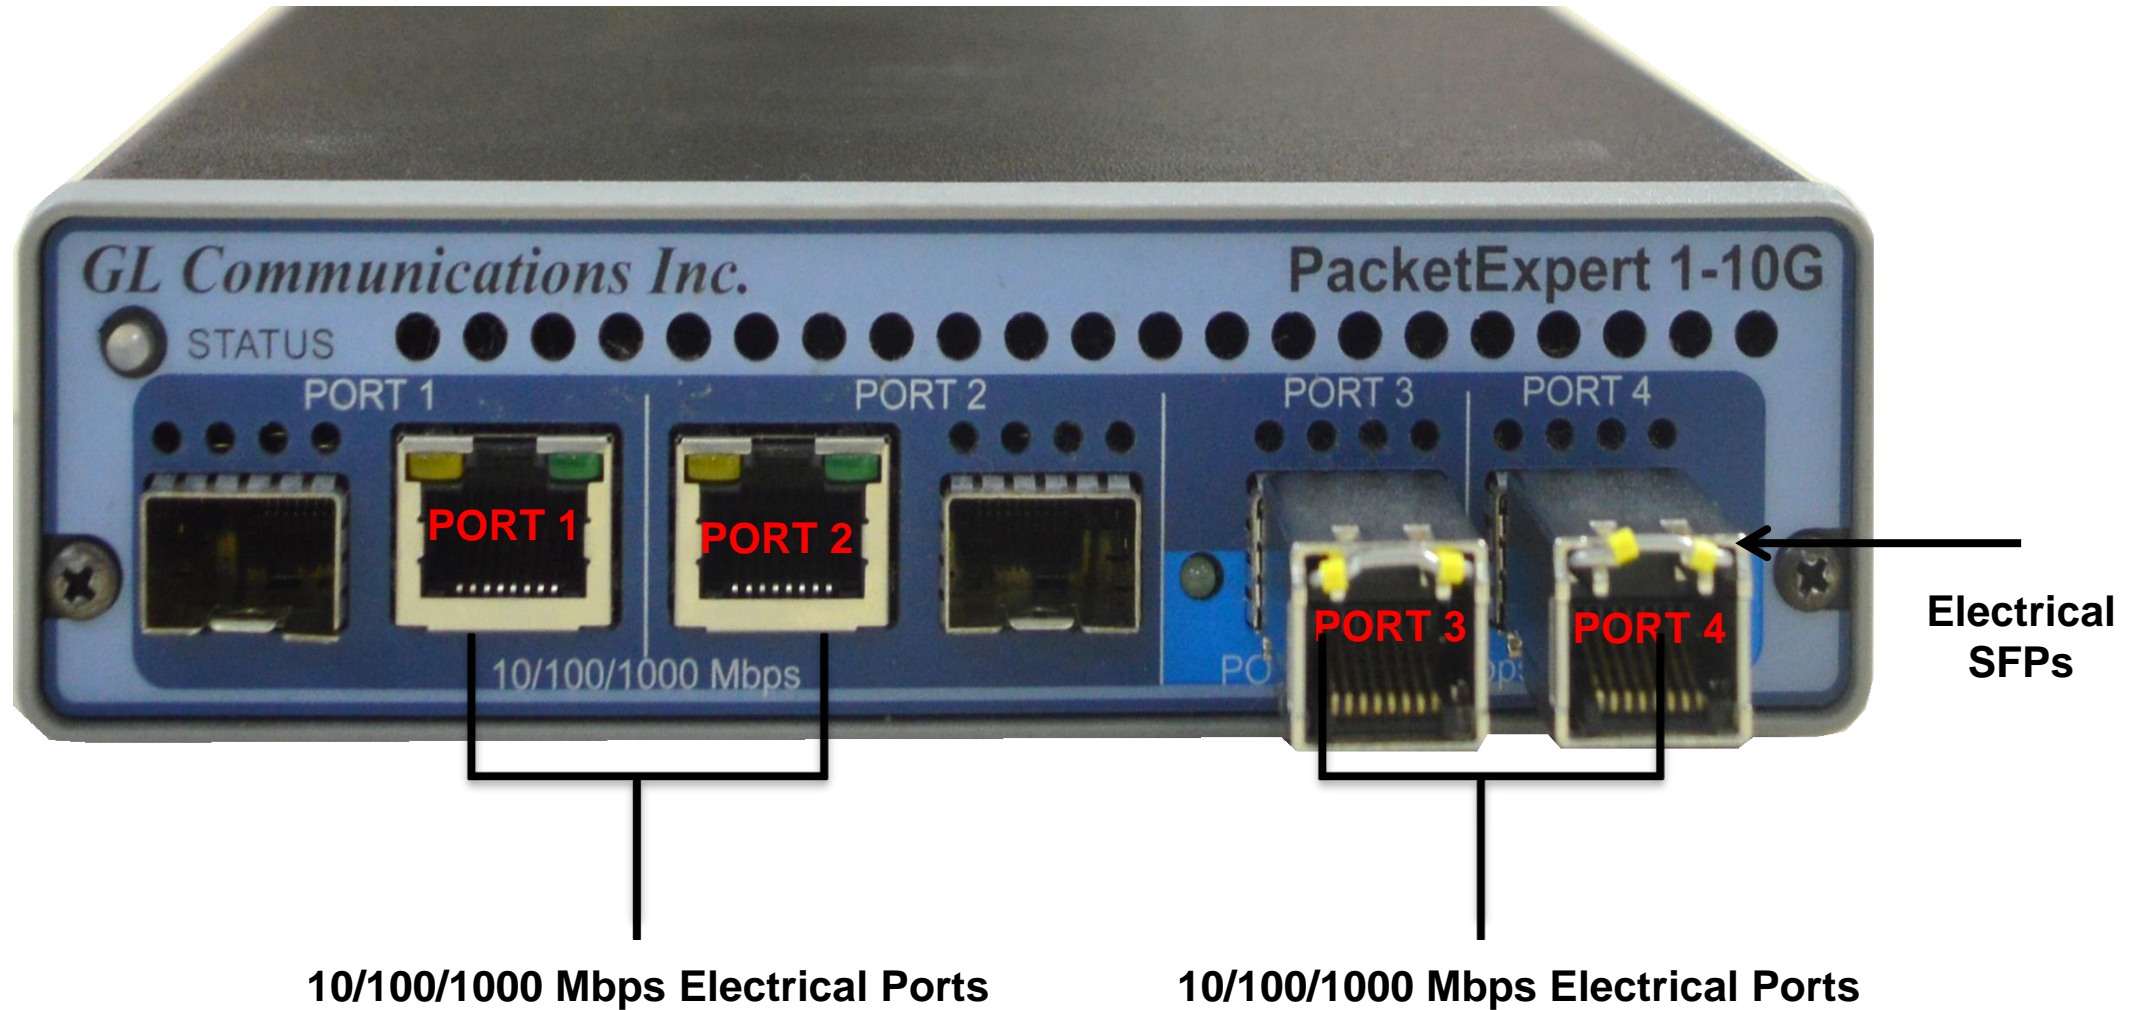 GL Communications Inc.
PacketExpert 1-10G
STATUS
PORT 1
PORT 2
PORT 3
PORT 4
PORT 1
PORT 2
PORT 3
PORT 4
10/100/1000 Mbps
Electrical
SFPs
10/100/1000 Mbps Electrical Ports
10/100/1000 Mbps Electrical Ports